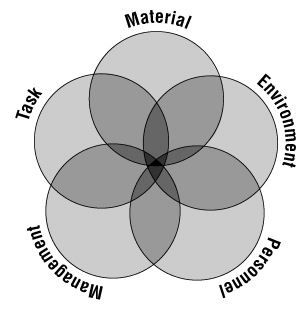 Material
Task
Environment
Management
Personnel